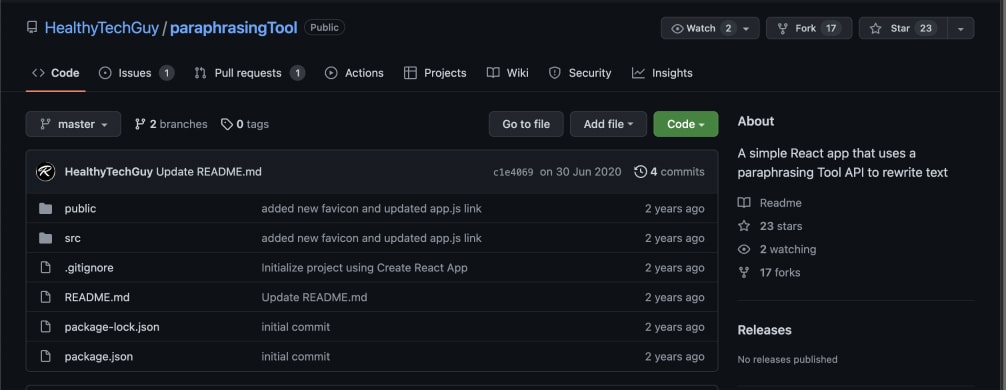 HealthyTechGuy / paraphrasingTool Public Watch 2 Fork 17 Star 23
Code Issues 1 Pull requests 1 Actions Projects Wiki Security Insights
master 2 branches 0 tags Go to file Add file Code
HealthyTechGuy Update README.md c1e4069 on 30 Jun 2020 4 commits
public added new favicon and updated app.js link 2 years ago
src added new favicon and updated app.js link 2 years ago
.gitignore Initialize project using Create React App 2 years ago
README.md Update README.md 2 years ago
package-lock.json initial commit 2 years ago
package.json initial commit 2 years ago
About
A simple React app that uses a
paraphrasing Tool API to rewrite text
Readme
23 stars
2 watching
17 forks
Releases
No releases published